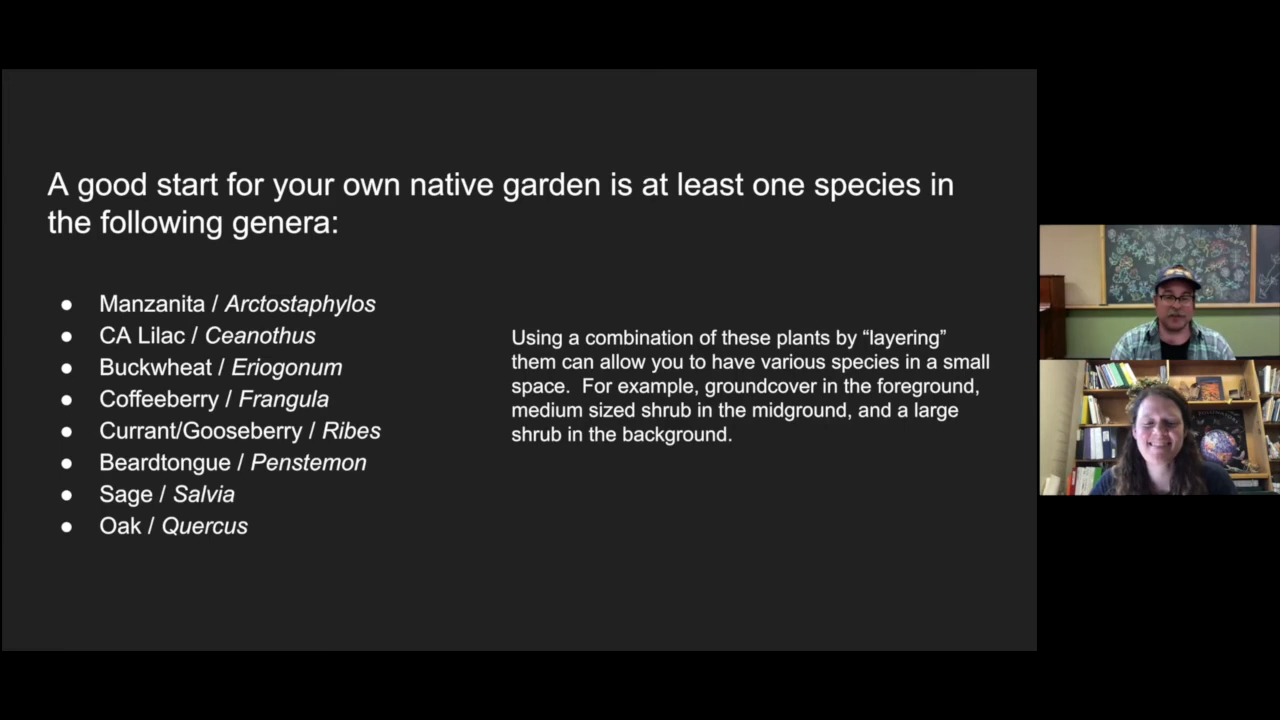 A good start for your own native garden is at least one species in
the following genera:
● Manzanita / Arctostaphylos
● CA Lilac / Ceanothus
● Buckwheat / Eriogonum
● Coffeeberry / Frangula
● Currant/Gooseberry / Ribes
● Beardtongue / Penstemon
● Sage / Salvia
● Oak / Quercus
Using a combination of these plants by “layering”
them can allow you to have various species in a small
space.  For example, groundcover in the foreground,
medium sized shrub in the midground, and a large
shrub in the background.